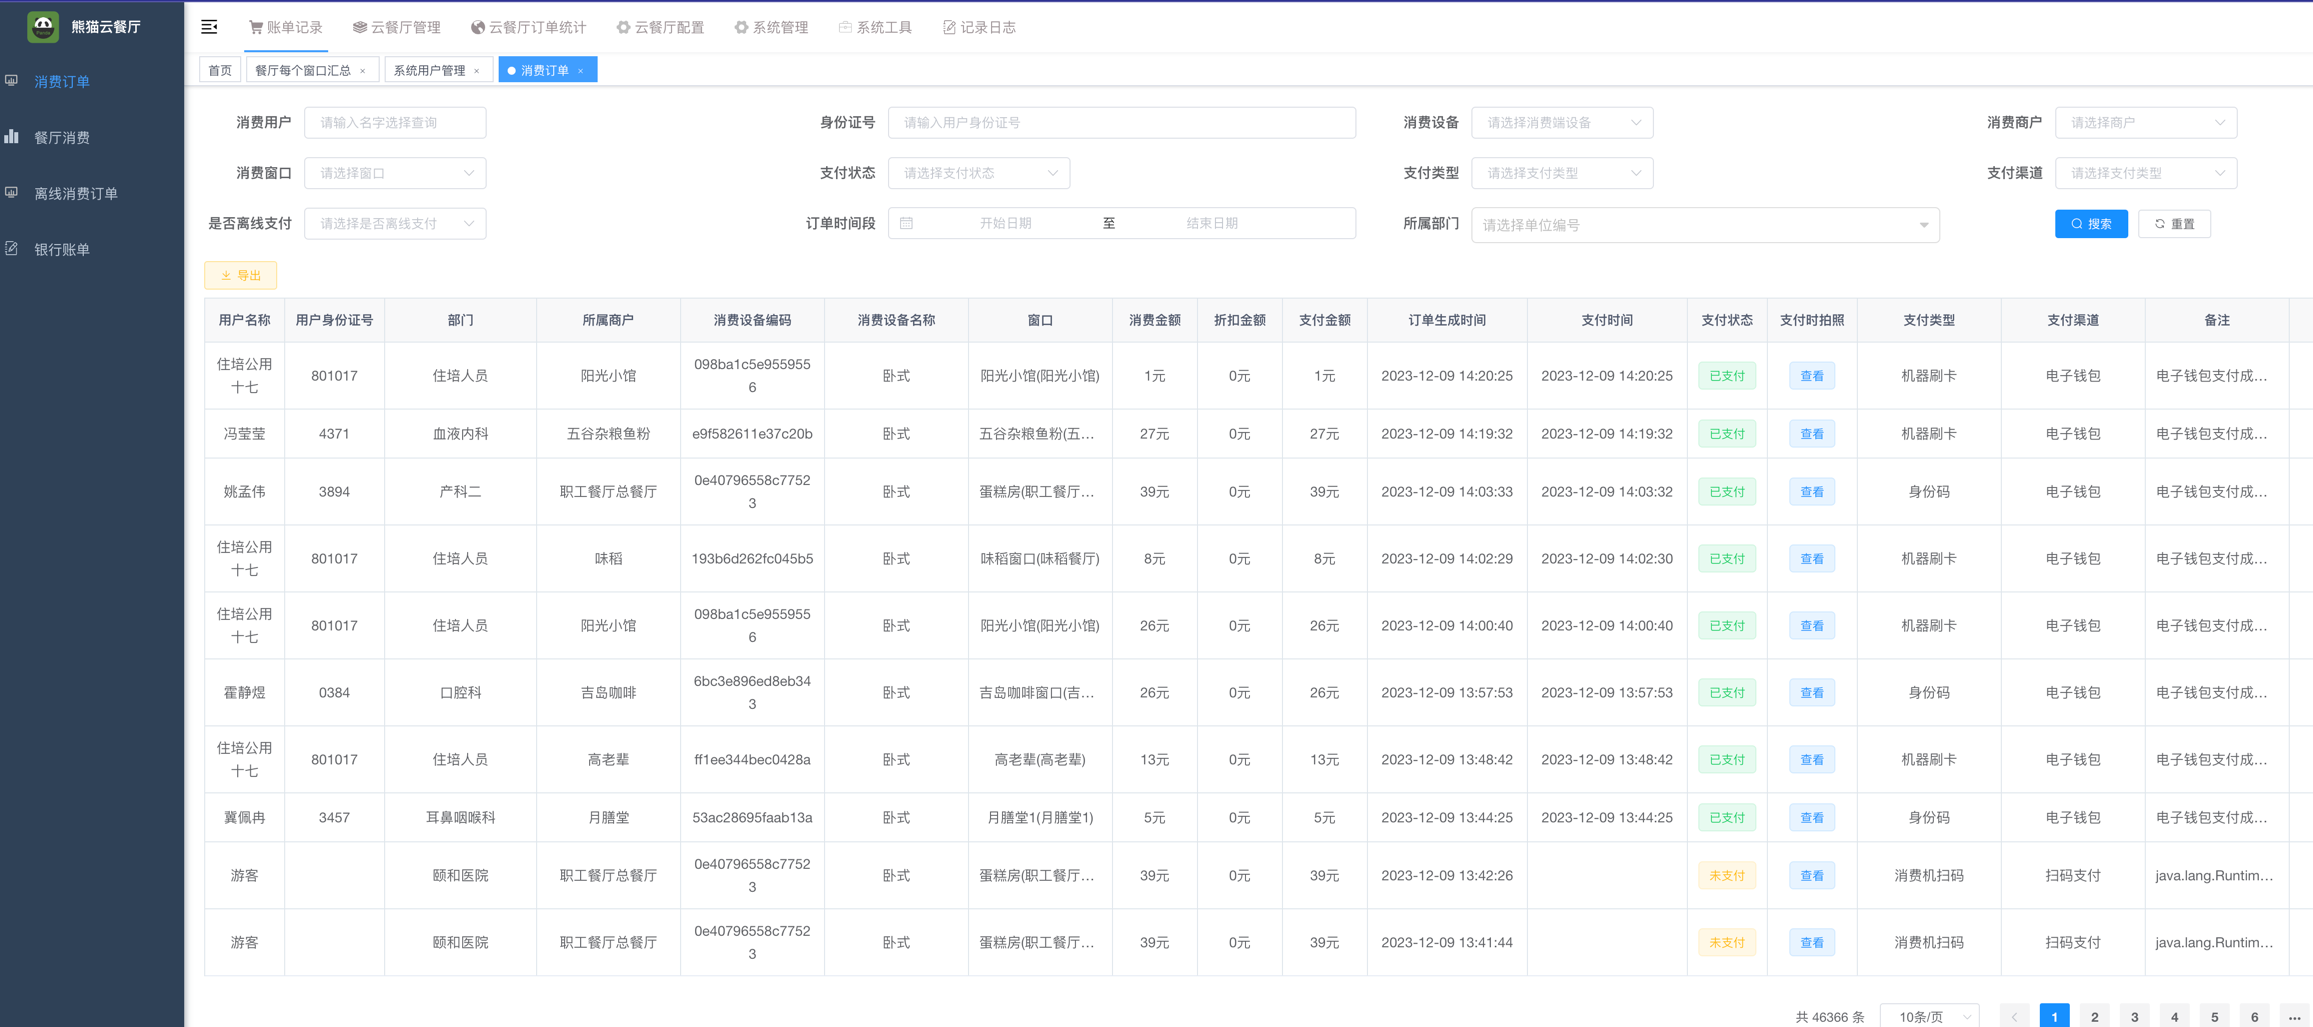 熊猫云餐厅
账单记录 云餐厅管理 云餐厅订单统计 云餐厅配置 系统管理 系统工具 记录日志
首页 餐厅每个窗口汇总 × 系统用户管理 × 消费订单 ×
消费订单
餐厅消费
离线消费订单
银行账单
消费用户 请输入名字选择查询 身份证号 请输入用户身份证号 消费设备 请选择消费端设备 消费商户 请选择商户
消费窗口 请选择窗口 支付状态 请选择支付状态 支付类型 请选择支付类型 支付渠道 请选择支付类型
是否离线支付 请选择是否离线支付 订单时间段 开始日期 至 结束日期 所属部门 请选择单位编号 搜索 重置
导出
用户名称 用户身份证号 部门 所属商户 消费设备编码 消费设备名称 窗口 消费金额 折扣金额 支付金额 订单生成时间 支付时间 支付状态 支付时拍照 支付类型 支付渠道 备注
住培公用十七 801017 住培人员 阳光小馆 098ba1c5e9559556 卧式 阳光小馆(阳光小馆) 1元 0元 1元 2023-12-09 14:20:25 2023-12-09 14:20:25 已支付 查看 机器刷卡 电子钱包 电子钱包支付成...
冯莹莹 4371 血液内科 五谷杂粮鱼粉 e9f582611e37c20b 卧式 五谷杂粮鱼粉(五... 27元 0元 27元 2023-12-09 14:19:32 2023-12-09 14:19:32 已支付 查看 机器刷卡 电子钱包 电子钱包支付成...
姚孟伟 3894 产科二 职工餐厅总餐厅 0e40796558c77523 卧式 蛋糕房(职工餐厅... 39元 0元 39元 2023-12-09 14:03:33 2023-12-09 14:03:32 已支付 查看 身份码 电子钱包 电子钱包支付成...
住培公用十七 801017 住培人员 味稻 193b6d262fc045b5 卧式 味稻窗口(味稻餐厅) 8元 0元 8元 2023-12-09 14:02:29 2023-12-09 14:02:30 已支付 查看 机器刷卡 电子钱包 电子钱包支付成...
住培公用十七 801017 住培人员 阳光小馆 098ba1c5e9559556 卧式 阳光小馆(阳光小馆) 26元 0元 26元 2023-12-09 14:00:40 2023-12-09 14:00:40 已支付 查看 机器刷卡 电子钱包 电子钱包支付成...
霍静煜 0384 口腔科 吉岛咖啡 6bc3e896ed8eb343 卧式 吉岛咖啡窗口(吉... 26元 0元 26元 2023-12-09 13:57:53 2023-12-09 13:57:53 已支付 查看 身份码 电子钱包 电子钱包支付成...
住培公用十七 801017 住培人员 高老辈 ff1ee344bec0428a 卧式 高老辈(高老辈) 13元 0元 13元 2023-12-09 13:48:42 2023-12-09 13:48:42 已支付 查看 机器刷卡 电子钱包 电子钱包支付成...
冀佩冉 3457 耳鼻咽喉科 月膳堂 53ac28695faab13a 卧式 月膳堂1(月膳堂1) 5元 0元 5元 2023-12-09 13:44:25 2023-12-09 13:44:25 已支付 查看 身份码 电子钱包 电子钱包支付成...
游客 颐和医院 职工餐厅总餐厅 0e40796558c77523 卧式 蛋糕房(职工餐厅... 39元 0元 39元 2023-12-09 13:42:26 未支付 查看 消费机扫码 扫码支付 java.lang.Runtim...
游客 颐和医院 职工餐厅总餐厅 0e40796558c77523 卧式 蛋糕房(职工餐厅... 39元 0元 39元 2023-12-09 13:41:44 未支付 查看 消费机扫码 扫码支付 java.lang.Runtim...
共 46366 条 10条/页 1 2 3 4 5 6 ...